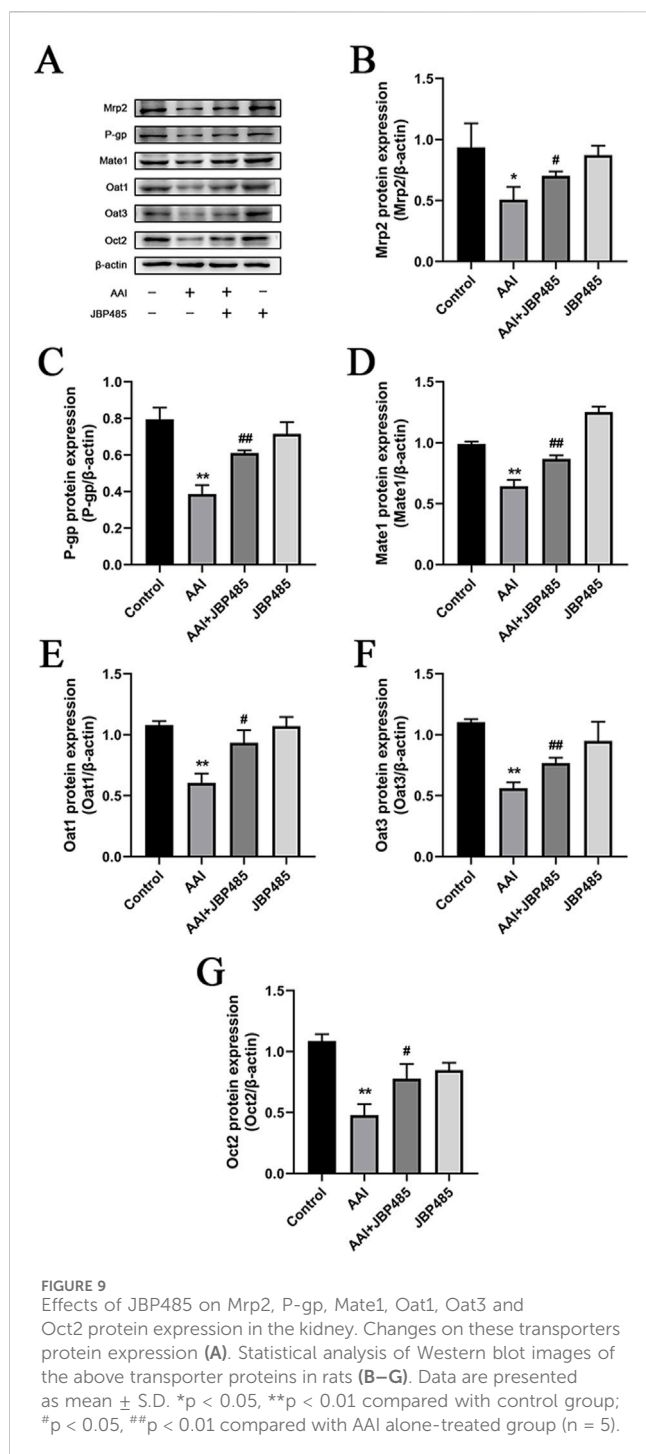 A
Mrp2
P-gp
Mate1
Oat1
Oat3
Oct2
β-actin
AAI − + + −
JBP485 − − + +
B
Mrp2 protein expression
(Mrp2/β-actin)
1.5
1.0
0.5
0.0
*
#
Control
AAI
AAI+JBP485
JBP485
C
P-gp protein expression
(P-gp/β-actin)
1.0
0.8
0.6
0.4
0.2
0.0
**
##
Control
AAI
AAI+JBP485
JBP485
D
Mate1 protein expression
(Mate1/β-actin)
1.5
1.0
0.5
0.0
**
##
Control
AAI
AAI+JBP485
JBP485
E
Oat1 protein expression
(Oat1/β-actin)
1.5
1.0
0.5
0.0
**
#
Control
AAI
AAI+JBP485
JBP485
F
Oat3 protein expression
(Oat3/β-actin)
1.5
1.0
0.5
0.0
**
##
Control
AAI
AAI+JBP485
JBP485
G
Oct2 protein expression
(Oct2/β-actin)
1.5
1.0
0.5
0.0
**
#
Control
AAI
AAI+JBP485
JBP485
FIGURE 9
Effects of JBP485 on Mrp2, P-gp, Mate1, Oat1, Oat3 and
Oct2 protein expression in the kidney. Changes on these transporters
protein expression (A). Statistical analysis of Western blot images of
the above transporter proteins in rats (B–G). Data are presented
as mean ± S.D. *p < 0.05, **p < 0.01 compared with control group;
#p < 0.05, ##p < 0.01 compared with AAI alone-treated group (n = 5).